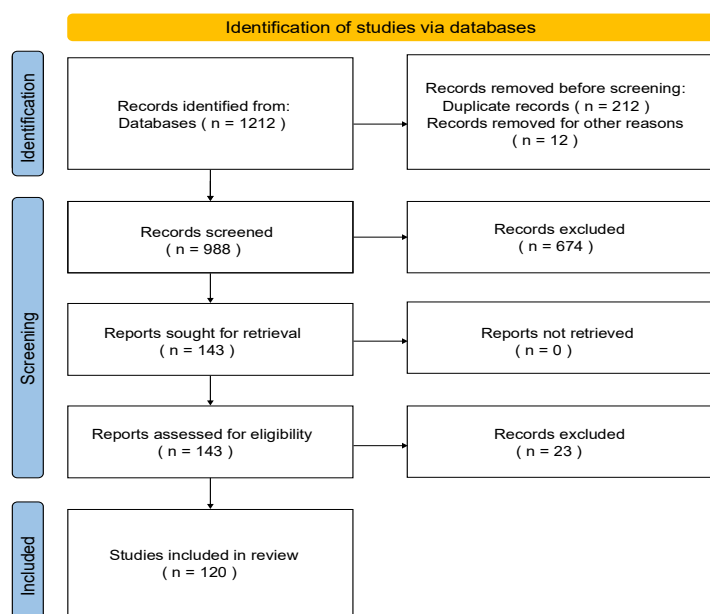 Identification of studies via databases
Identification
Records identified from:
Databases ( n = 1212 )
Records removed before screening:
Duplicate records ( n = 212 )
Records removed for other reasons
( n = 12 )
Screening
Records screened
( n = 988 )
Records excluded
( n = 674 )
Reports sought for retrieval
( n = 143 )
Reports not retrieved
( n = 0 )
Reports assessed for eligibility
( n = 143 )
Records excluded
( n = 23 )
Included
Studies included in review
( n = 120 )